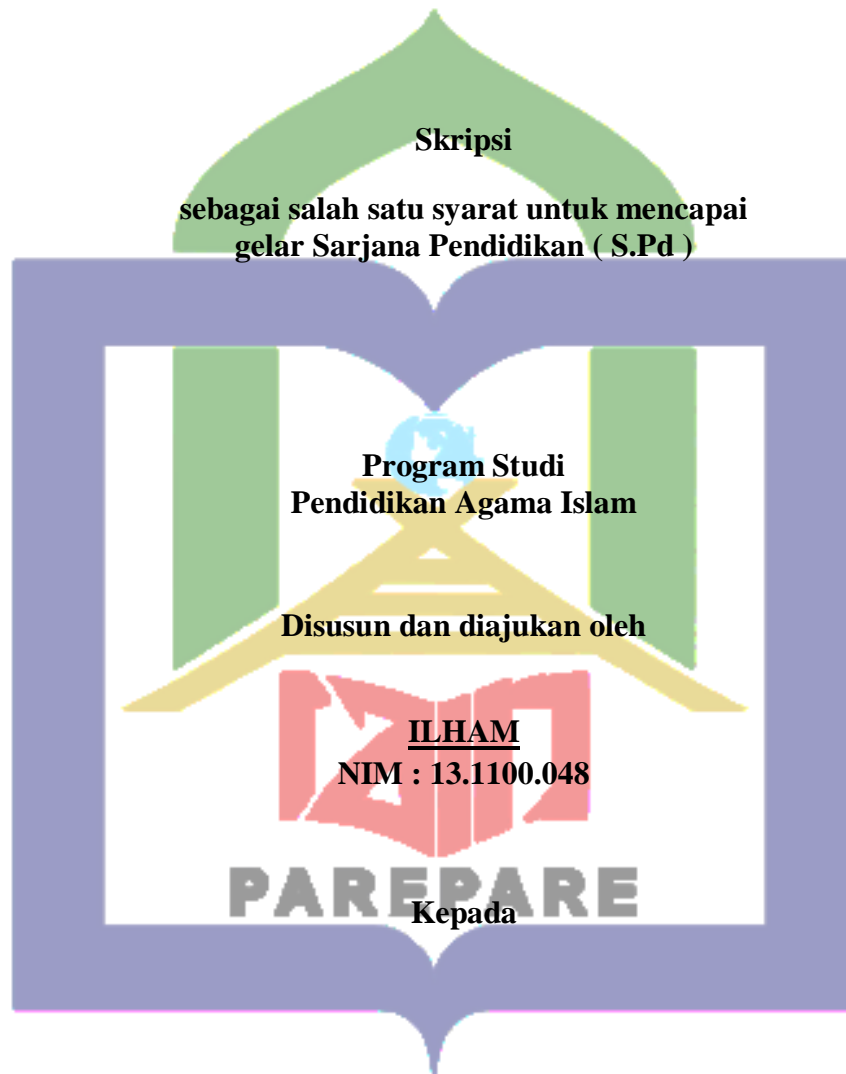 Skripsi
sebagai salah satu syarat untuk mencapai
gelar Sarjana Pendidikan ( S.Pd )
Program Studi
Pendidikan Agama Islam
Disusun dan diajukan oleh
ILHAM
NIM : 13.1100.048
iain
PAREPARE
Kepada